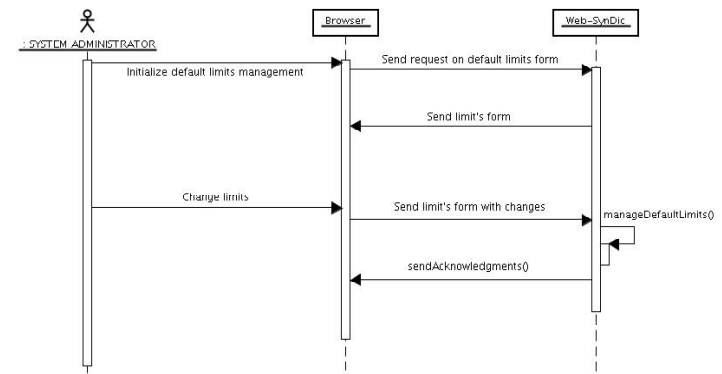 Browser
Web-SynDic
: SYSTEM ADMINISTRATOR
Initialize default limits management
Send request on default limits form
Send limit's form
Change limits
Send limit's form with changes
manageDefaultLimits()
sendAcknowledgments()